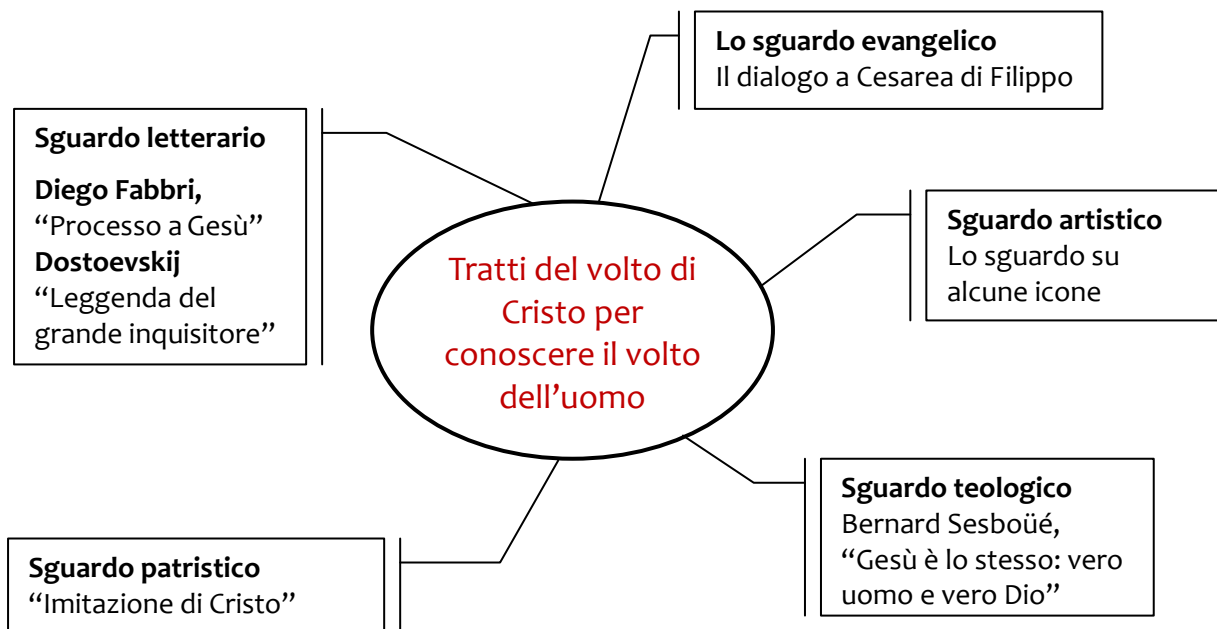 Lo sguardo evangelico
Il dialogo a Cesarea di Filippo
Sguardo letterario
Diego Fabbri,
“Processo a Gesù”
Dostoevskij
“Leggenda del
grande inquisitore”
Sguardo artistico
Lo sguardo su
alcune icone
Tratti del volto di
Cristo per
conoscere il volto
dell’uomo
Sguardo teologico
Bernard Sesboüé,
“Gesù è lo stesso: vero
uomo e vero Dio”
Sguardo patristico
“Imitazione di Cristo”